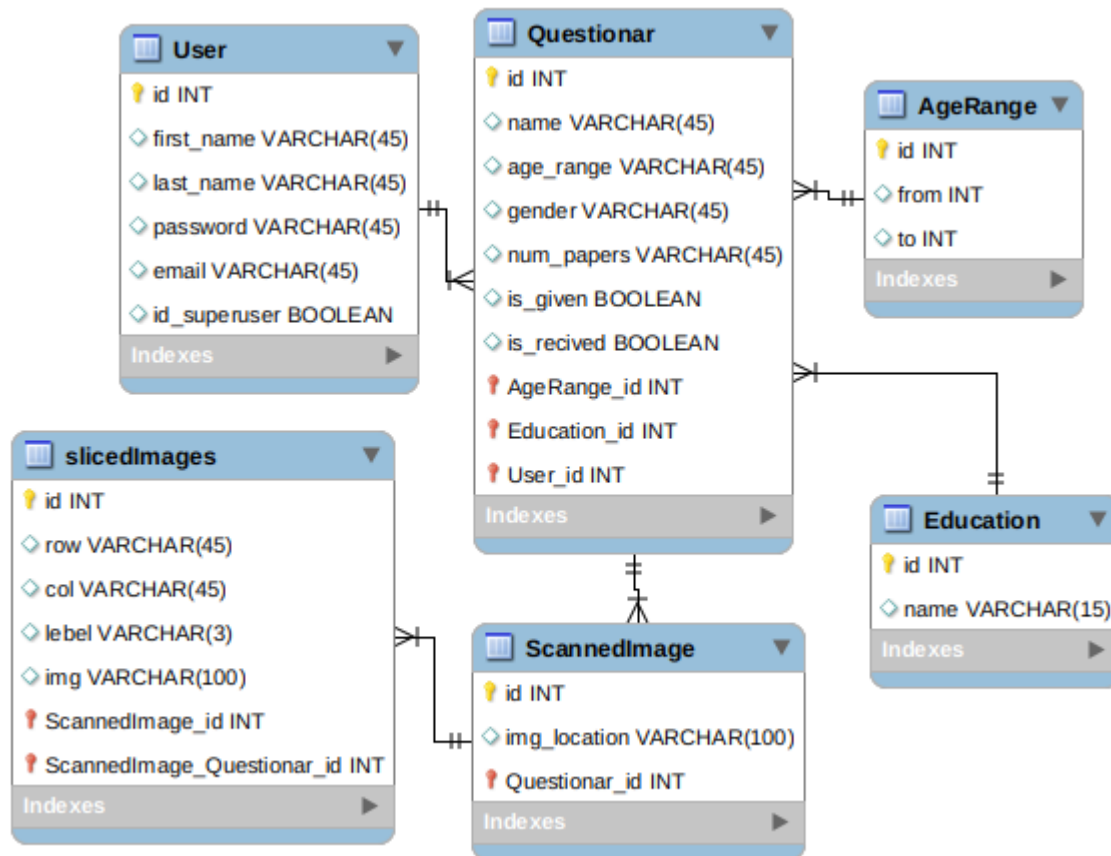 User
id INT
first_name VARCHAR(45)
last_name VARCHAR(45)
password VARCHAR(45)
email VARCHAR(45)
id_superuser BOOLEAN
Indexes
Questionar
id INT
name VARCHAR(45)
age_range VARCHAR(45)
gender VARCHAR(45)
num_papers VARCHAR(45)
is_given BOOLEAN
is_recived BOOLEAN
AgeRange_id INT
Education_id INT
User_id INT
Indexes
AgeRange
id INT
from INT
to INT
Indexes
slicedImages
id INT
row VARCHAR(45)
col VARCHAR(45)
lebel VARCHAR(3)
img VARCHAR(100)
ScannedImage_id INT
ScannedImage_Questionar_id INT
Indexes
ScannedImage
id INT
img_location VARCHAR(100)
Questionar_id INT
Indexes
Education
id INT
name VARCHAR(15)
Indexes